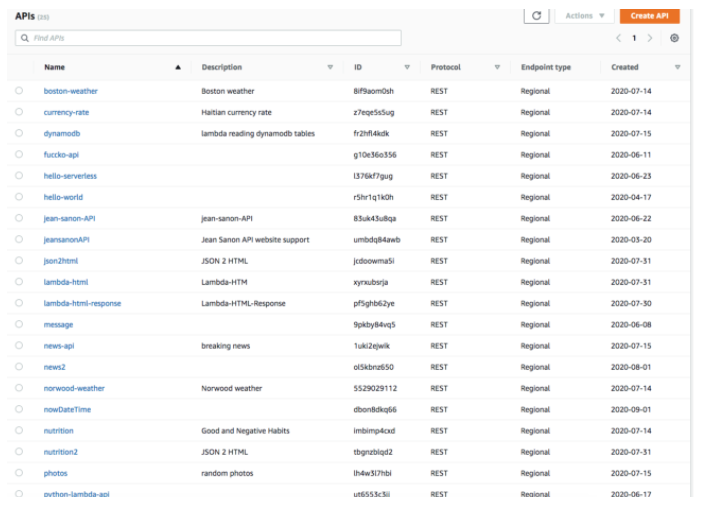 APIs (25) Actions Create API
Find APIs 1
Name Description ID Protocol Endpoint type Created
boston-weather Boston weather 8if9aom0sh REST Regional 2020-07-14
currency-rate Haitian currency rate z7eqe5s5ug REST Regional 2020-07-14
dynamodb lambda reading dynamodb tables fr2hfl4kdk REST Regional 2020-07-15
fuccko-api g10e36o356 REST Regional 2020-06-11
hello-serverless l376kf7gug REST Regional 2020-06-23
hello-world r5hr1q1k0h REST Regional 2020-04-17
jean-sanon-API jean-sanon-API 83uk43u8qa REST Regional 2020-06-22
jeansanonAPI Jean Sanon API website support umbdq84awb REST Regional 2020-03-20
json2html JSON 2 HTML jcdoowma5i REST Regional 2020-07-31
lambda-html Lambda-HTM xyrxubsrja REST Regional 2020-07-31
lambda-html-response Lambda-HTML-Response pf5ghb62ye REST Regional 2020-07-30
message 9pkby84vq5 REST Regional 2020-06-08
news-api breaking news 1uki2ejwik REST Regional 2020-07-15
news2 ol5kbnz650 REST Regional 2020-08-01
norwood-weather Norwood weather 5529029112 REST Regional 2020-07-14
nowDateTime dbon8dkq66 REST Regional 2020-09-01
nutrition Good and Negative Habits imbimp4cxd REST Regional 2020-07-14
nutrition2 JSON 2 HTML tbgnzblqd2 REST Regional 2020-07-31
photos random photos lh4w3l7hbi REST Regional 2020-07-15
python-lambda-api ut6553c3ij REST Regional 2020-06-17